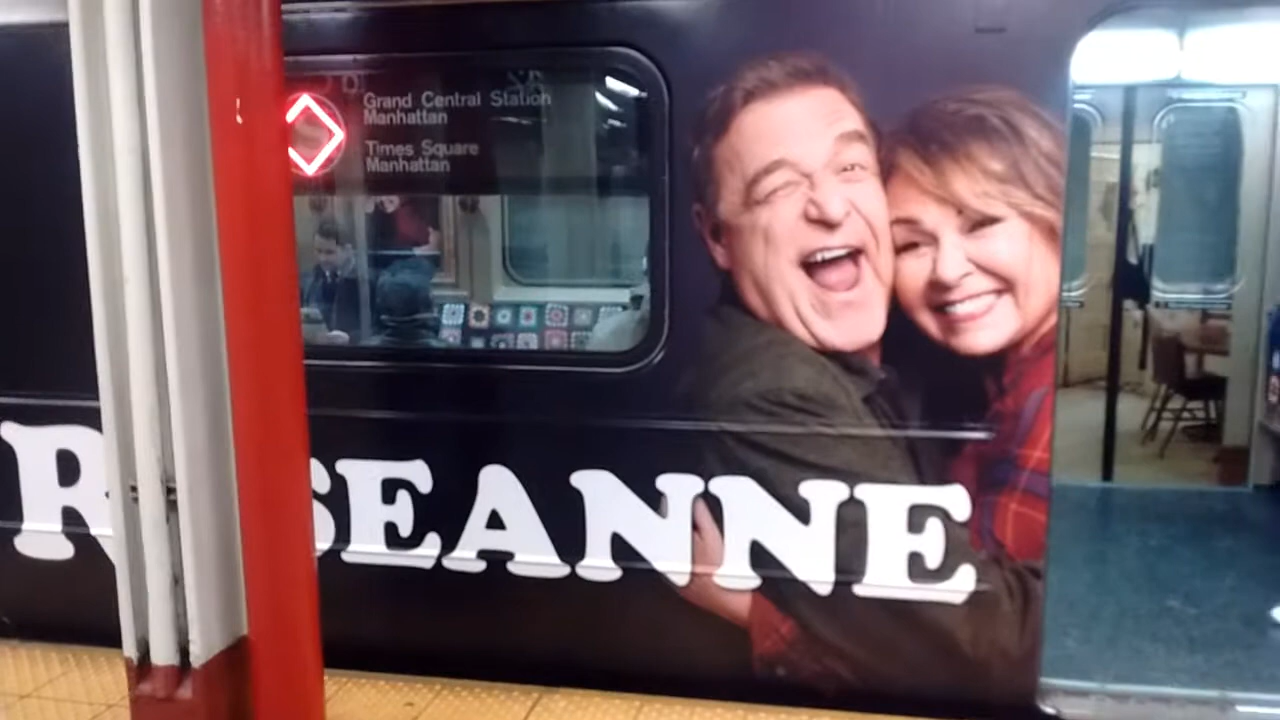 S
Grand Central Station
Manhattan
Times Square
Manhattan
R SEANNE